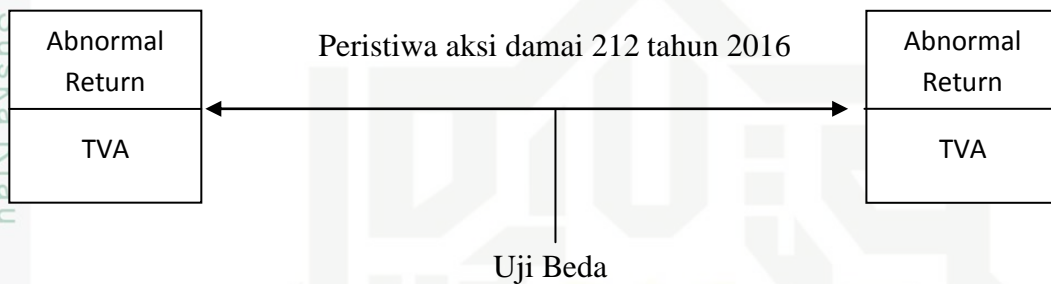 Abnormal
Return
TVA
Peristiwa aksi damai 212 tahun 2016
Abnormal
Return
TVA
Uji Beda